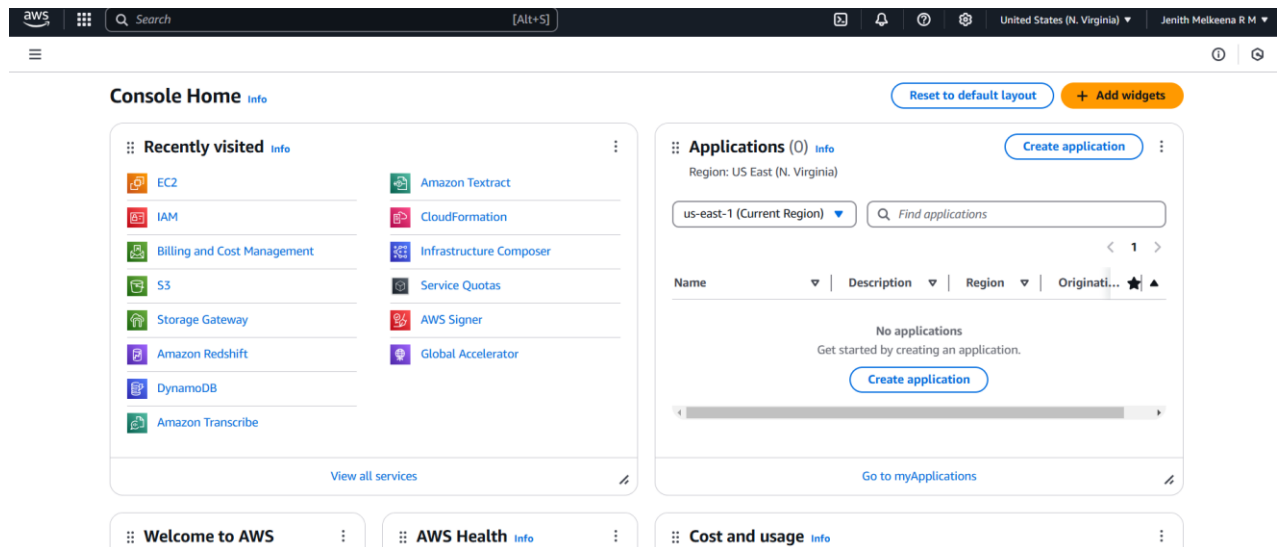 aws
Search [Alt+S]
United States (N. Virginia) ▼
Jenith Melkeena R M ▼
Console Home Info
Reset to default layout
+ Add widgets
Recently visited Info
EC2
IAM
Billing and Cost Management
S3
Storage Gateway
Amazon Redshift
DynamoDB
Amazon Transcribe
Amazon Textract
CloudFormation
Infrastructure Composer
Service Quotas
AWS Signer
Global Accelerator
View all services
Applications (0) Info
Create application
Region: US East (N. Virginia)
us-east-1 (Current Region) ▼
Find applications
< 1 >
Name
Description
Region
Originati...
No applications
Get started by creating an application.
Create application
Go to myApplications
Welcome to AWS
AWS Health Info
Cost and usage Info